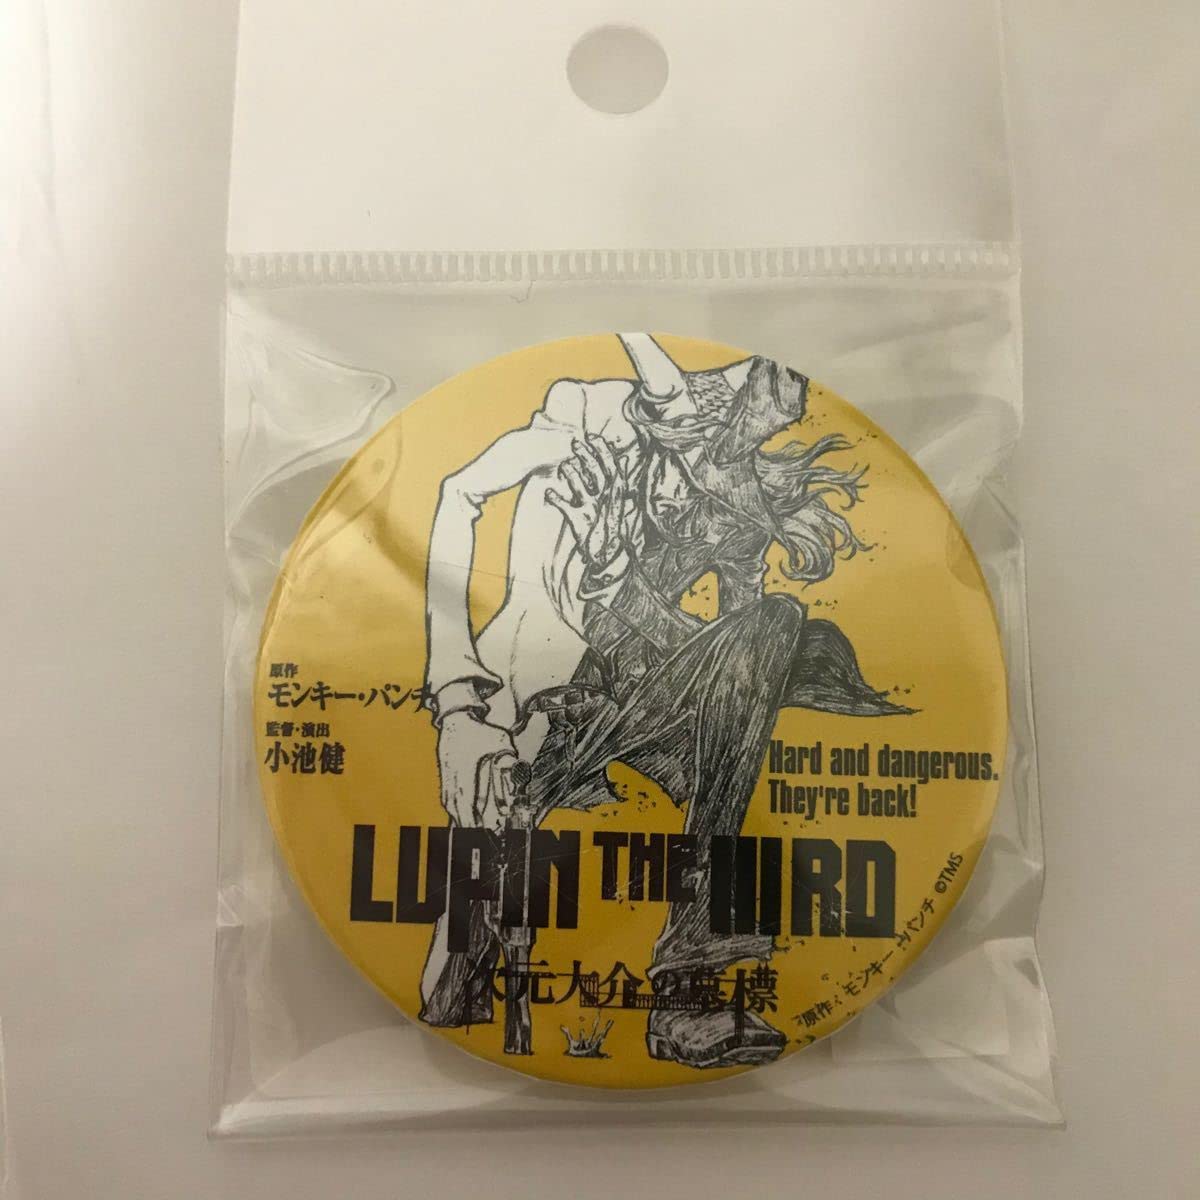 原作
モンキー・パンチ
監督・演出
小池健
Hard and dangerous.
They're back!
LUPIN THE IIIRD
次元大介の墓標
原作:モンキー・パンチ ©TMS